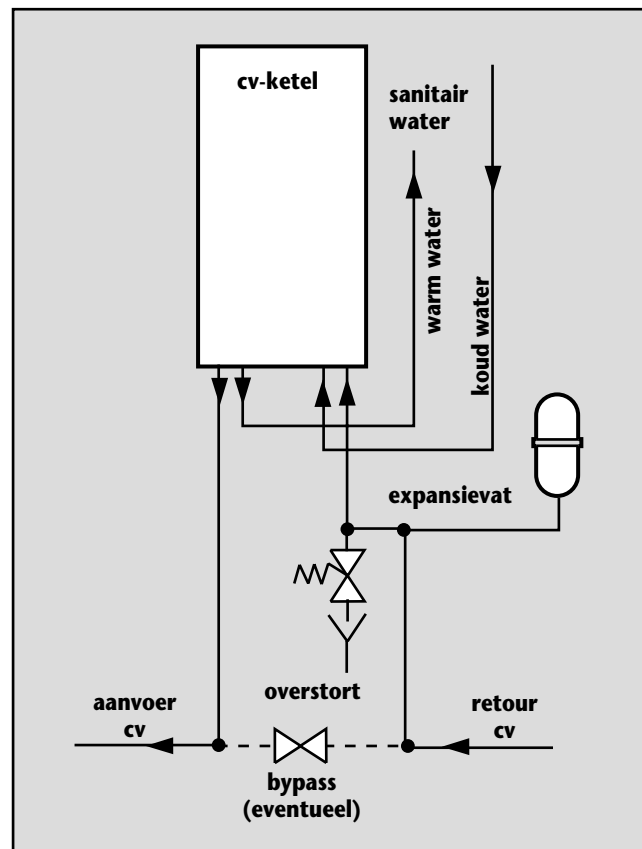 cv-ketel
sanitair
water
warm water
koud water
expansievat
overstort
aanvoer
cv
retour
cv
bypass
(eventueel)